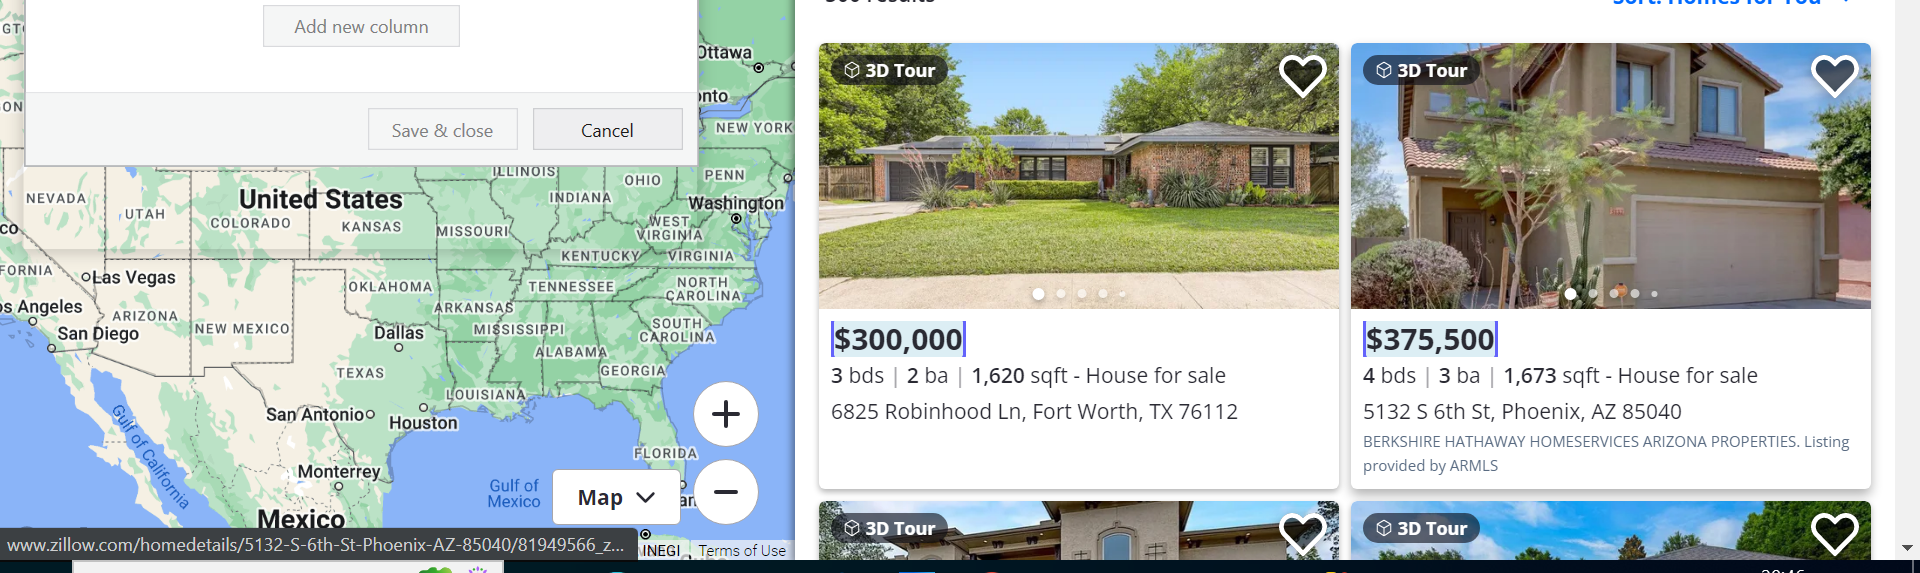 Add new column
Save & close
Cancel
Ottawa
NEW YORK
NEVADA
UTAH
United States
COLORADO
KANSAS
ILLINOIS
INDIANA
OHIO
PENN
Washington
MISSOURI
WEST
VIRGINIA
KENTUCKY
VIRGINIA
Las Vegas
OKLAHOMA
TENNESSEE
NORTH
CAROLINA
ARKANSAS
ARIZONA
NEW MEXICO
San Diego
Dallas
MISSISSIPPI
SOUTH
CAROLINA
ALABAMA
TEXAS
GEORGIA
LOUISIANA
San Antonio
Houston
Gulf of California
FLORIDA
Monterrey
Gulf of
Mexico
Map
Mexico
www.zillow.com/homedetails/5132-S-6th-St-Phoenix-AZ-85040/81949566_z...
INEGI
Terms of Use
3D Tour
$300,000
3 bds | 2 ba | 1,620 sqft - House for sale
6825 Robinhood Ln, Fort Worth, TX 76112
3D Tour
$375,500
4 bds | 3 ba | 1,673 sqft - House for sale
5132 S 6th St, Phoenix, AZ 85040
BERKSHIRE HATHAWAY HOMESERVICES ARIZONA PROPERTIES. Listing
provided by ARMLS
3D Tour
3D Tour